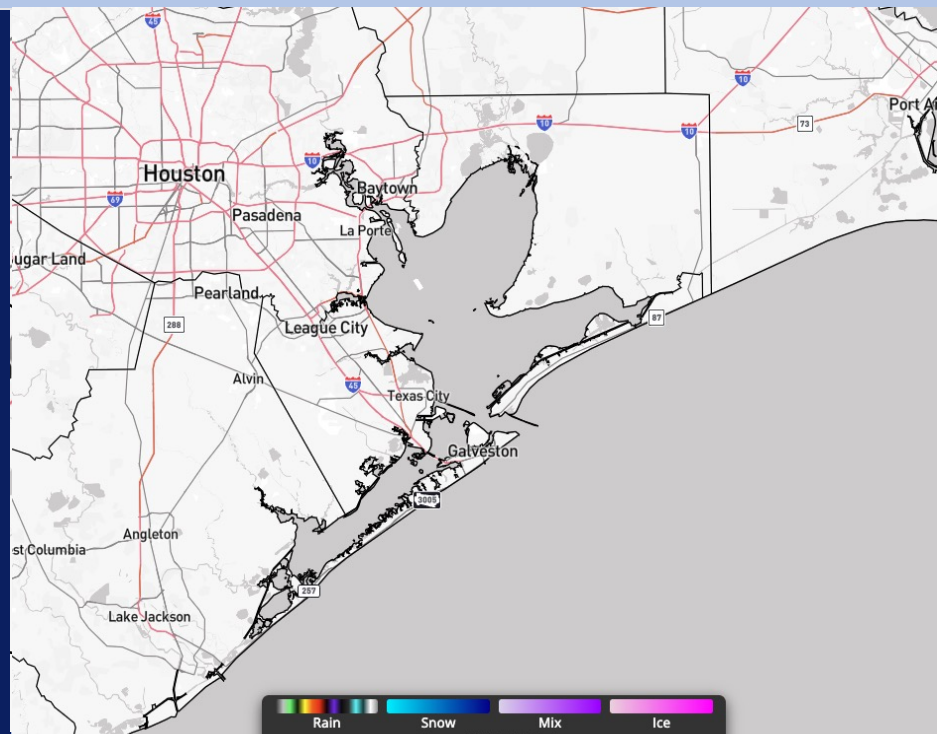 45
10
10
Port A
73
10
Houston
Baytown
69
Pasadena
La Porte
ugar Land
Pearland
288
League City
87
Alvin
45
Texas City
Galveston
3005
Angleton
st Columbia
257
Lake Jackson
Rain
Snow
Mix
Ice